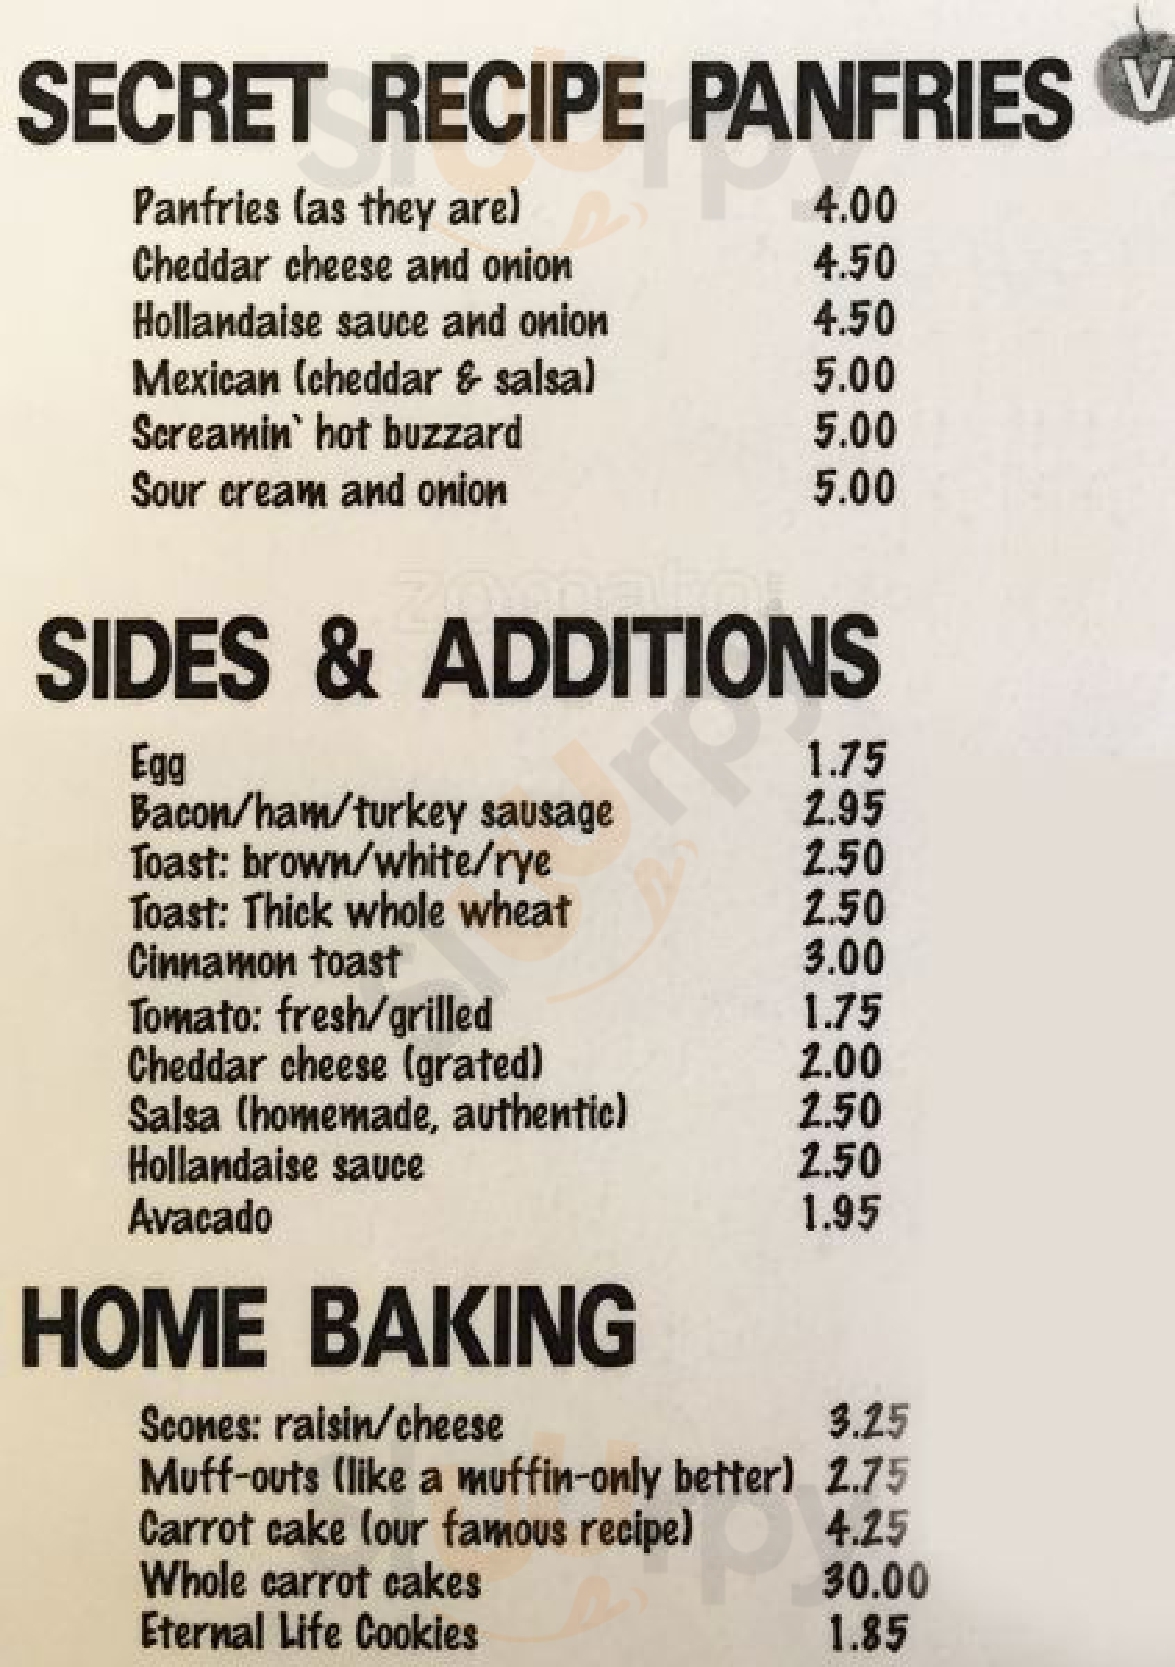 SECRET RECIPE PANFRIES V
Panfries (as they are) 4.00
Cheddar cheese and onion 4.50
Hollandaise sauce and onion 4.50
Mexican (cheddar & salsa) 5.00
Screamin` hot buzzard 5.00
Sour cream and onion 5.00
zomato
SIDES & ADDITIONS
Egg 1.75
Bacon/ham/turkey sausage 2.95
Toast: brown/white/rye 2.50
Toast: Thick whole wheat 2.50
Cinnamon toast 3.00
Tomato: fresh/grilled 1.75
Cheddar cheese (grated) 2.00
Salsa (homemade, authentic) 2.50
Hollandaise sauce 2.50
Avacado 1.95
HOME BAKING
Scones: raisin/cheese 3.25
Muff-outs (like a muffin-only better) 2.75
Carrot cake (our famous recipe) 4.25
Whole carrot cakes 30.00
Eternal Life Cookies 1.85
Sluurpy
Sluurpy
Sluurpy